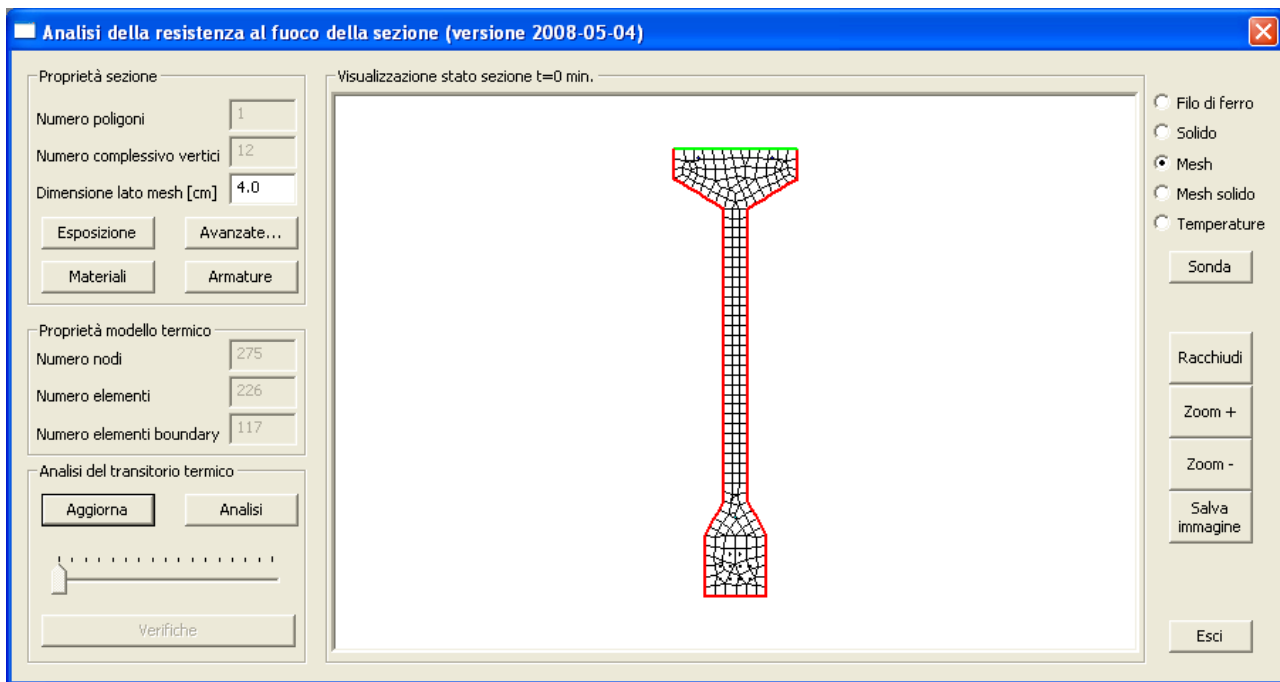 Analisi della resistenza al fuoco della sezione (versione 2008-05-04)
Proprietà sezione
Numero poligoni 1
Numero complessivo vertici 12
Dimensione lato mesh [cm] 4.0
Esposizione Avanzate...
Materiali Armature
Proprietà modello termico
Numero nodi 275
Numero elementi 226
Numero elementi boundary 117
Analisi del transitorio termico
Aggiorna Analisi
Verifiche
Visualizzazione stato sezione t=0 min.
Filo di ferro
Solido
Mesh
Mesh solido
Temperature
Sonda
Racchiudi
Zoom +
Zoom -
Salva
immagine
Esci